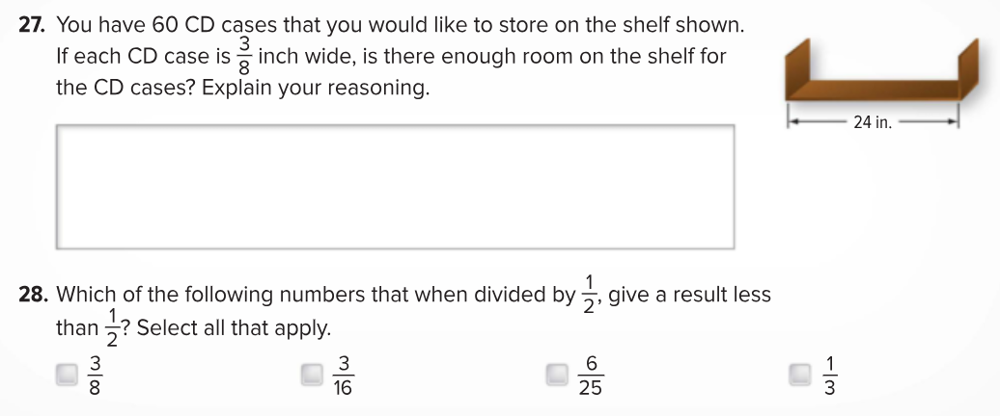 27. You have 60 CD cases that you would like to store on the shelf shown.
If each CD case is 3/8 inch wide, is there enough room on the shelf for
the CD cases? Explain your reasoning.
24 in.
28. Which of the following numbers that when divided by 1/2, give a result less
than 1/2? Select all that apply.
3/8 3/16 6/25 1/3